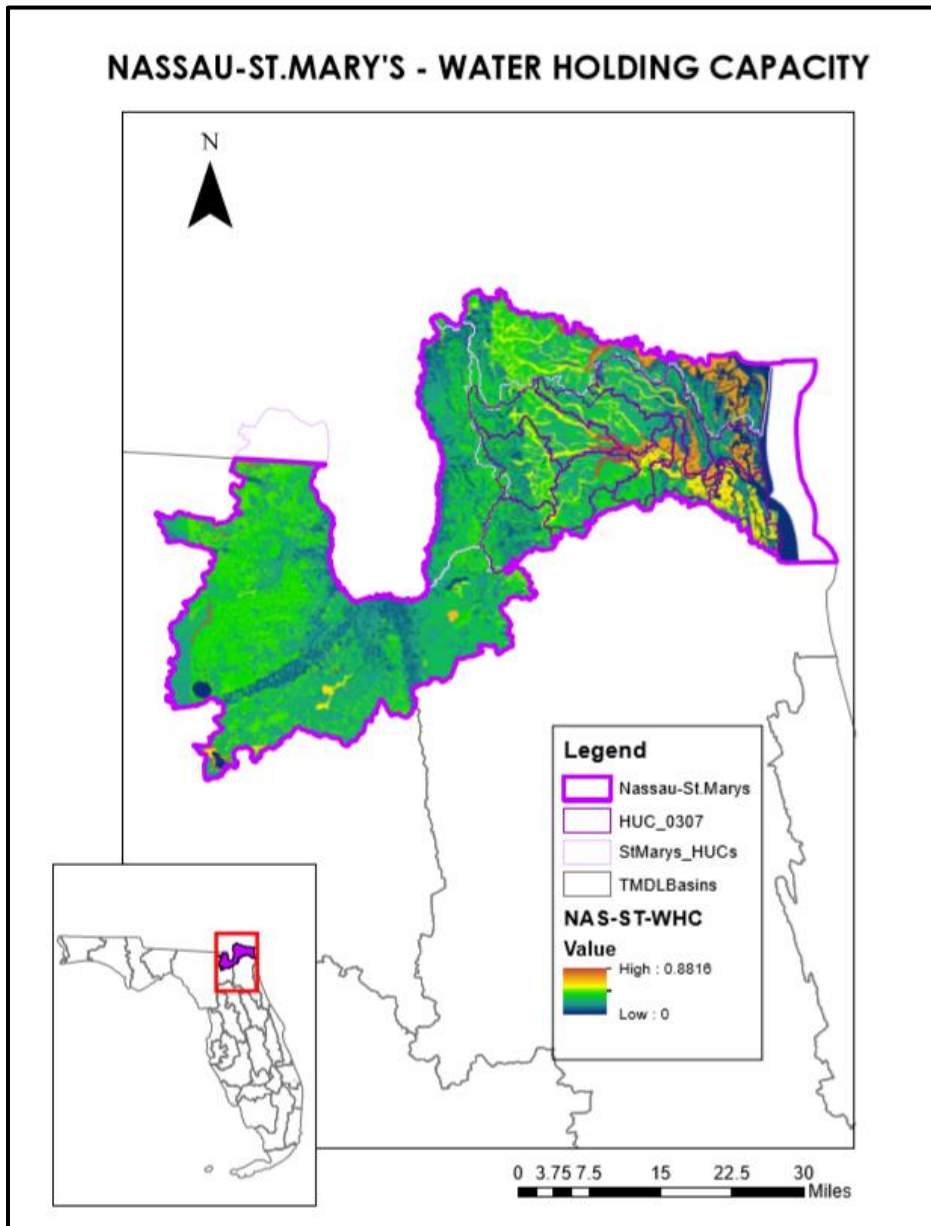 NASSAU-ST.MARY'S - WATER HOLDING CAPACITY
N
Legend
Nassau-St.Marys
HUC_0307
StMarys_HUCs
TMDLBasins
NAS-ST-WHC
Value
High : 0.8816
Low : 0
0 3.75 7.5 15 22.5 30
Miles